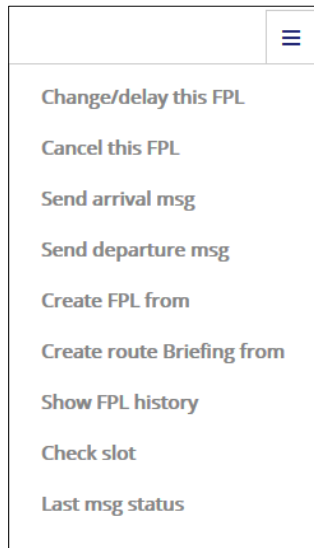 Change/delay this FPL
Cancel this FPL
Send arrival msg
Send departure msg
Create FPL from
Create route Briefing from
Show FPL history
Check slot
Last msg status